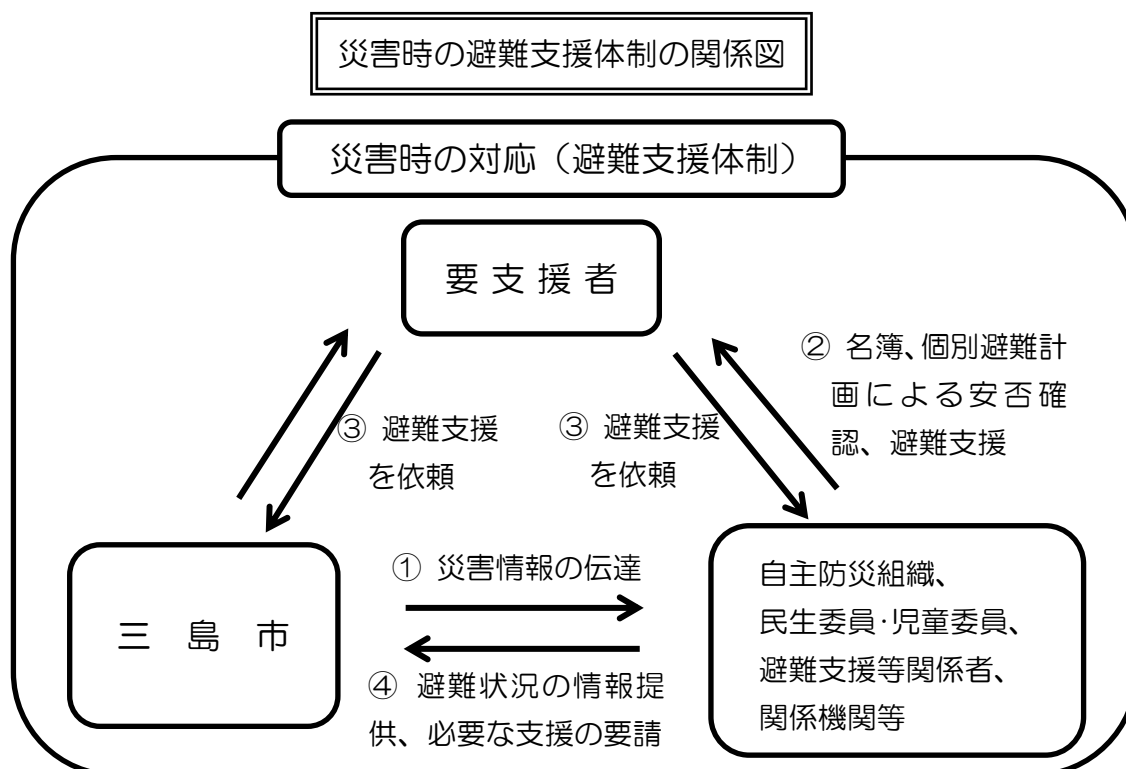 災害時の避難支援体制の関係図
災害時の対応（避難支援体制）
要支援者
② 名簿、個別避難計
画による安否確
認、避難支援
③ 避難支援
を依頼
③ 避難支援
を依頼
三島市
① 災害情報の伝達
④ 避難状況の情報提
供、必要な支援の要請
自主防災組織、
民生委員・児童委員、
避難支援等関係者、
関係機関等